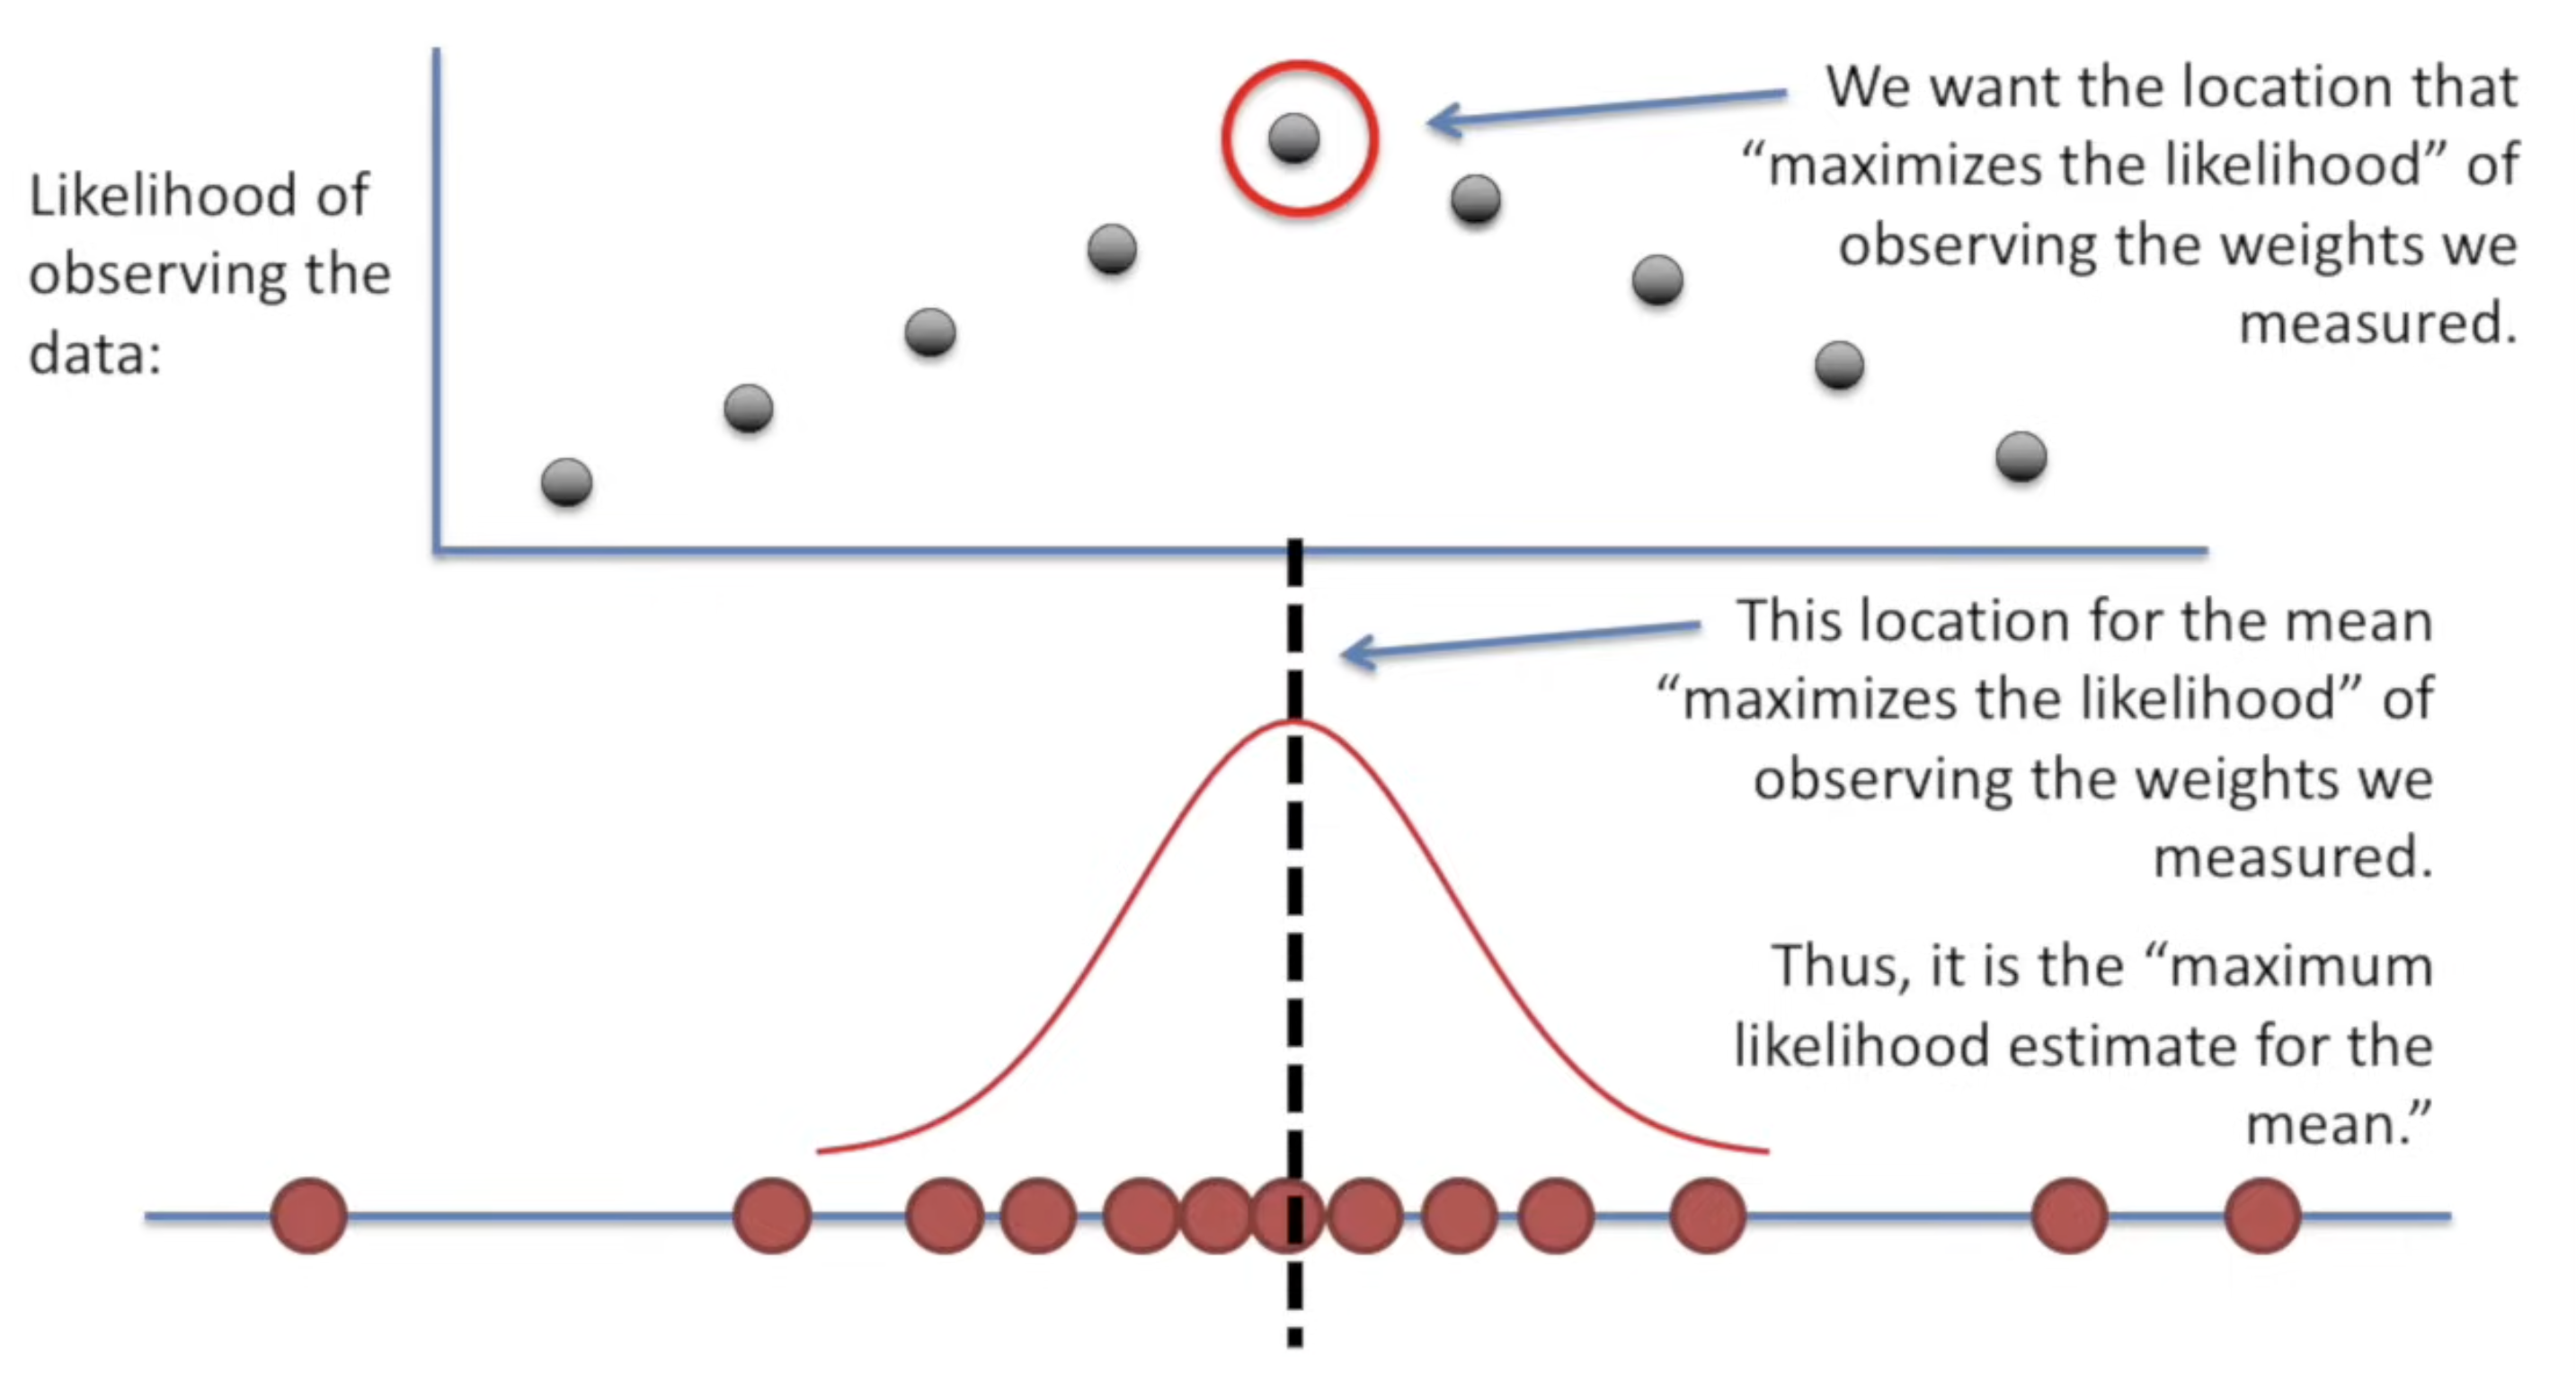 Likelihood of
observing the
data:
We want the location that
“maximizes the likelihood” of
observing the weights we
measured.
This location for the mean
“maximizes the likelihood” of
observing the weights we
measured.
Thus, it is the “maximum
likelihood estimate for the
mean.”